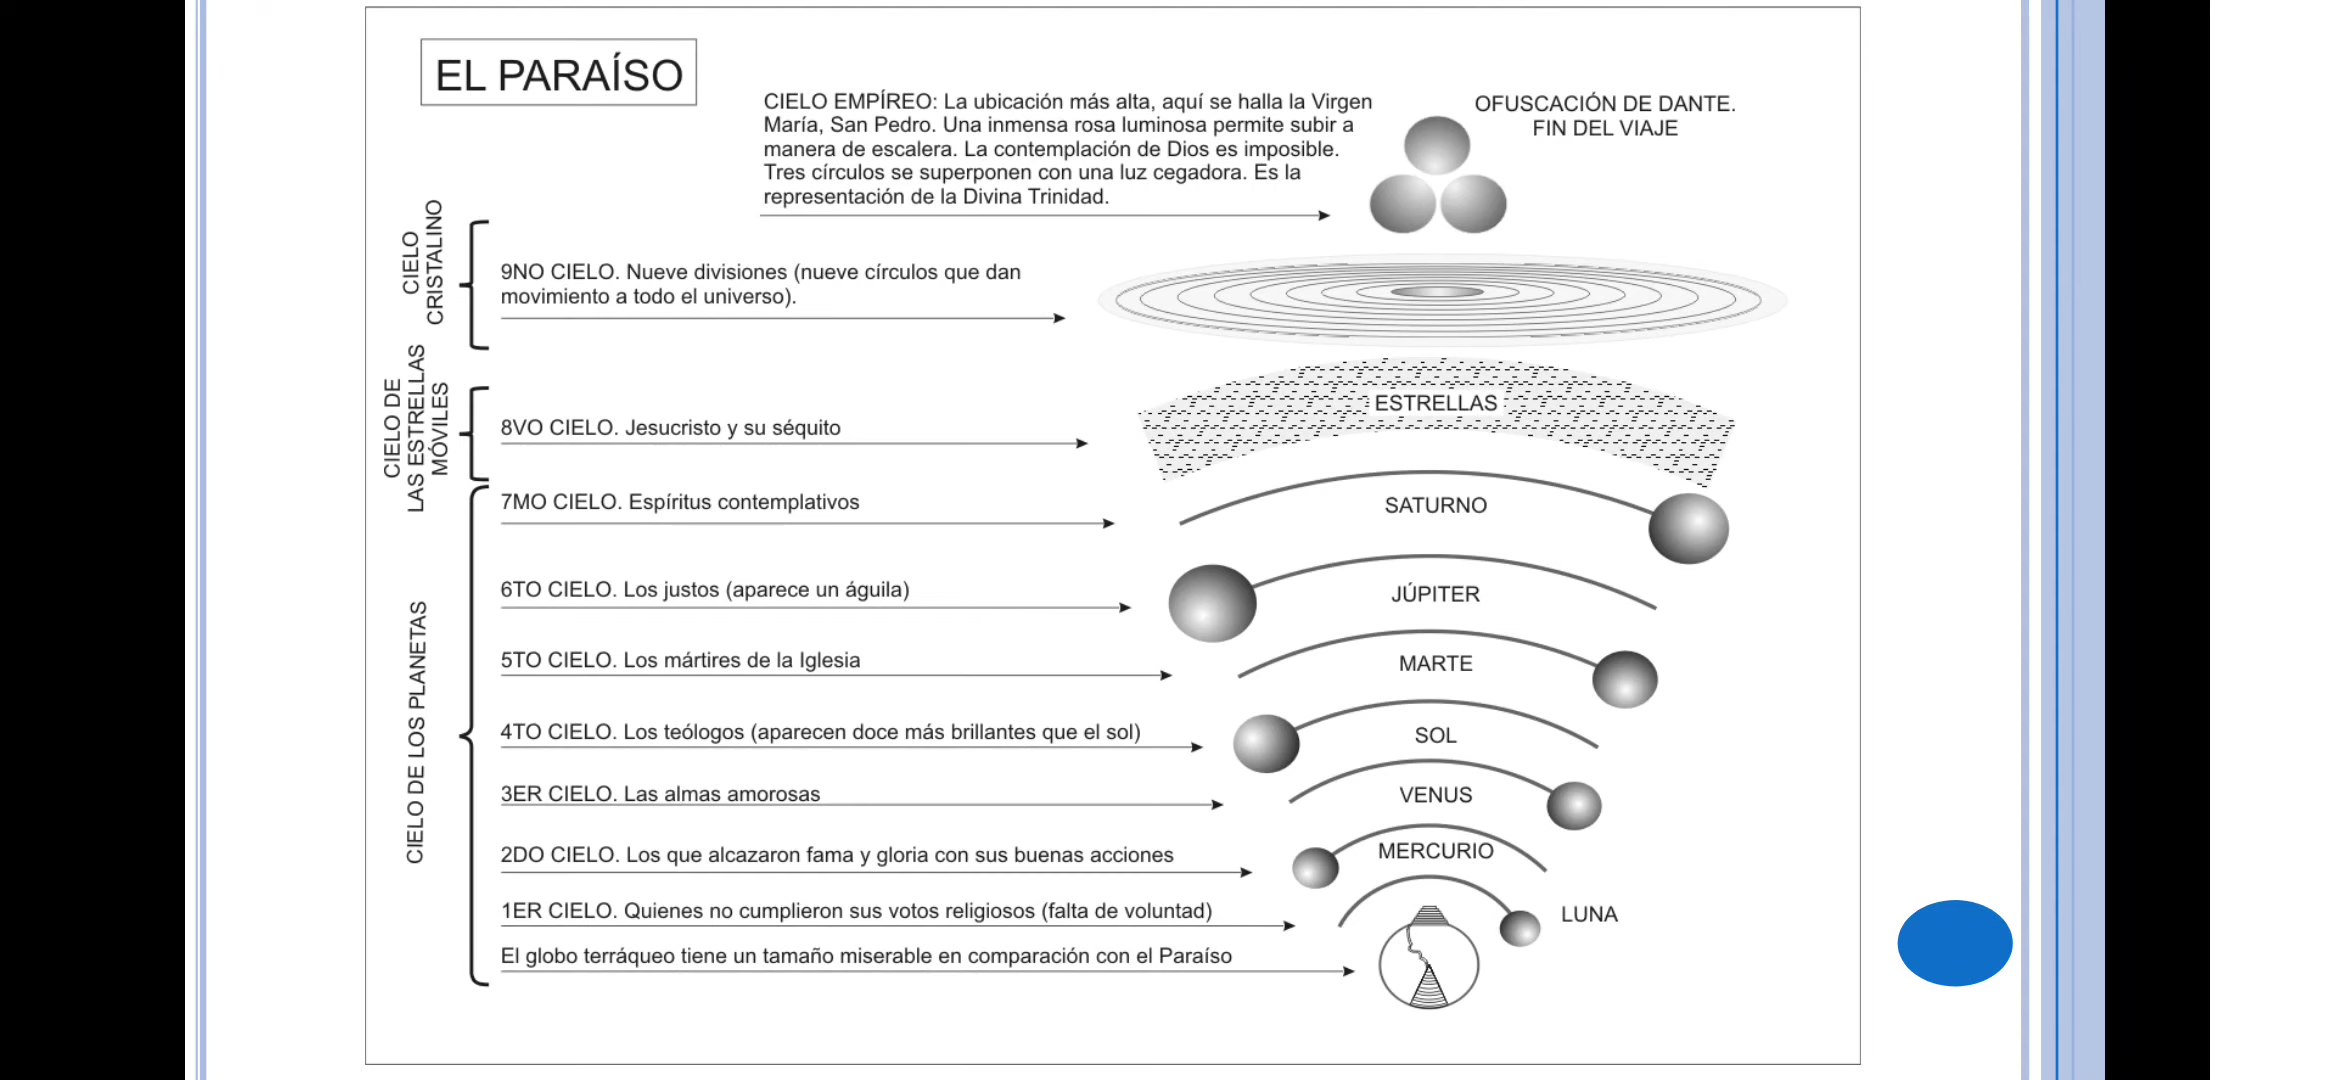 EL PARAÍSO
CIELO EMPÍREO: La ubicación más alta, aquí se halla la Virgen
María, San Pedro. Una inmensa rosa luminosa permite subir a
manera de escalera. La contemplación de Dios es imposible.
Tres círculos se superponen con una luz cegadora. Es la
representación de la Divina Trinidad.
OFUSCACIÓN DE DANTE.
FIN DEL VIAJE
CIELO
CRISTALINO
9NO CIELO. Nueve divisiones (nueve círculos que dan
movimiento a todo el universo).
CIELO DE
LAS ESTRELLAS
MÓVILES
8VO CIELO. Jesucristo y su séquito
ESTRELLAS
CIELO DE LOS PLANETAS
7MO CIELO. Espíritus contemplativos
SATURNO
6TO CIELO. Los justos (aparece un águila)
JÚPITER
5TO CIELO. Los mártires de la Iglesia
MARTE
4TO CIELO. Los teólogos (aparecen doce más brillantes que el sol)
SOL
3ER CIELO. Las almas amorosas
VENUS
2DO CIELO. Los que alcazaron fama y gloria con sus buenas acciones
MERCURIO
1ER CIELO. Quienes no cumplieron sus votos religiosos (falta de voluntad)
LUNA
El globo terráqueo tiene un tamaño miserable en comparación con el Paraíso